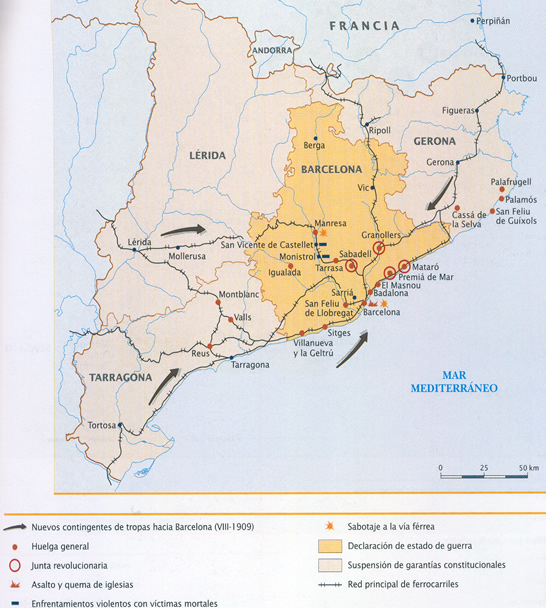 FRANCIA
Perpiñán
ANDORRA
Portbou
Figueras
Ripoll
GERONA
Berga
LÉRIDA
BARCELONA
Gerona
Vic
Palafrugell
Palamós
Cassá de
la Selva
San Feliu
de Guíxols
Manresa
Granollers
Lérida
San Vicente de Castellet
Mollerusa
Monistrol
Sabadell
Mataró
Igualada
Tarrasa
Premiá de Mar
El Masnou
Sarriá
Badalona
Montblanc
San Feliu
de Llobregat
Barcelona
Valls
Sitges
Villanueva
y la Geltrú
Reus
Tarragona
MAR
MEDITERRÁNEO
TARRAGONA
Tortosa
0 25 50 km
Nuevos contingentes de tropas hacia Barcelona (VIII-1909)
Huelga general
Junta revolucionaria
Asalto y quema de iglesias
Enfrentamientos violentos con víctimas mortales
Sabotaje a la vía férrea
Declaración de estado de guerra
Suspensión de garantías constitucionales
Red principal de ferrocarriles